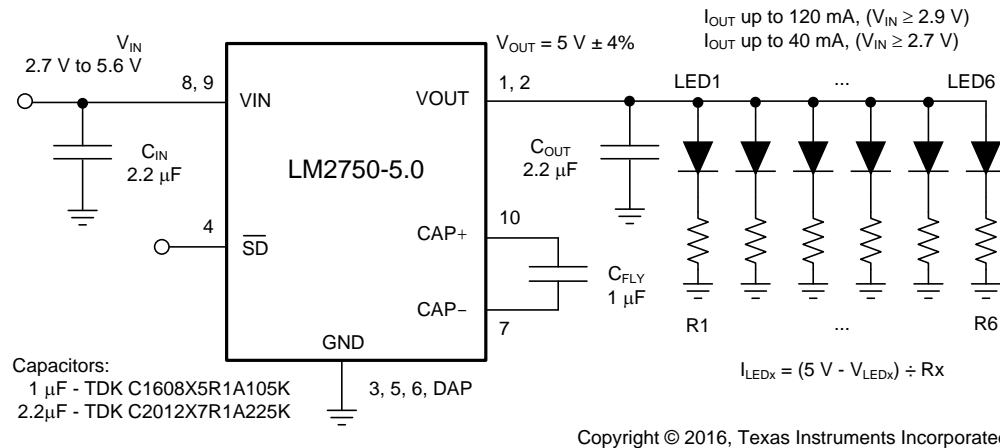 I_OUT up to 120 mA, (V_IN ≥ 2.9 V)
I_OUT up to 40 mA, (V_IN ≥ 2.7 V)
V_IN
2.7 V to 5.6 V
V_OUT = 5 V ± 4%
8, 9
VIN
VOUT
1, 2
LED1
...
LED6
C_IN
2.2 µF
LM2750-5.0
C_OUT
2.2 µF
4
SD
CAP+
10
C_FLY
1 µF
CAP−
7
R1
...
R6
GND
3, 5, 6, DAP
I_LEDx = (5 V - V_LEDx) ÷ Rx
Capacitors:
1 µF - TDK C1608X5R1A105K
2.2µF - TDK C2012X7R1A225K
Copyright © 2016, Texas Instruments Incorporated